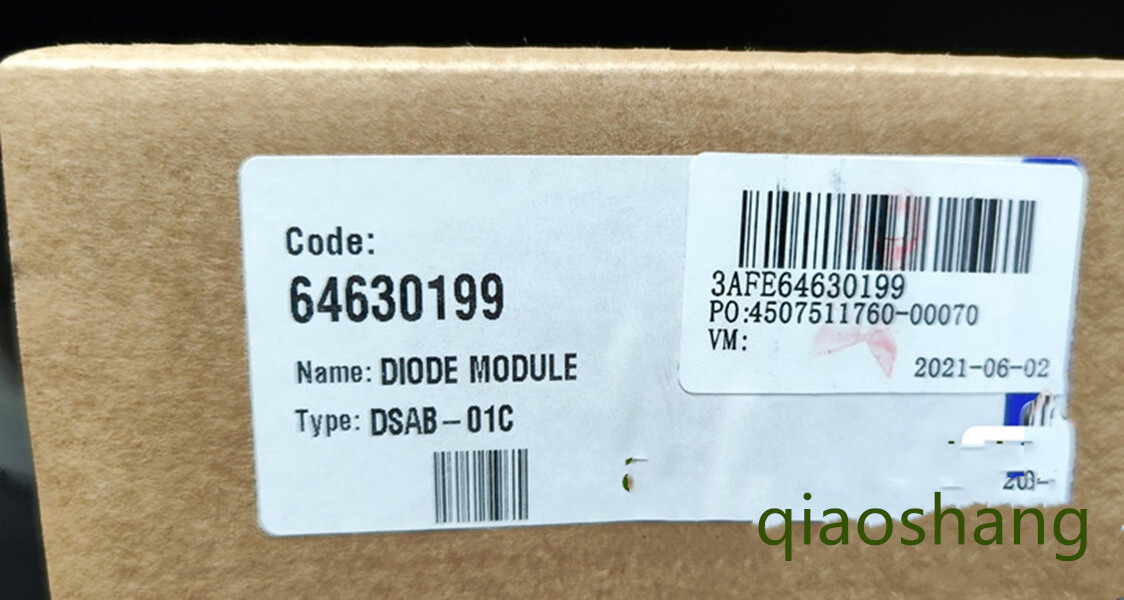 Code:
64630199
Name: DIODE MODULE
Type: DSAB-01C
3AFE64630199
PO:4507511760-00070
VM:
2021-06-02
qiaoshang